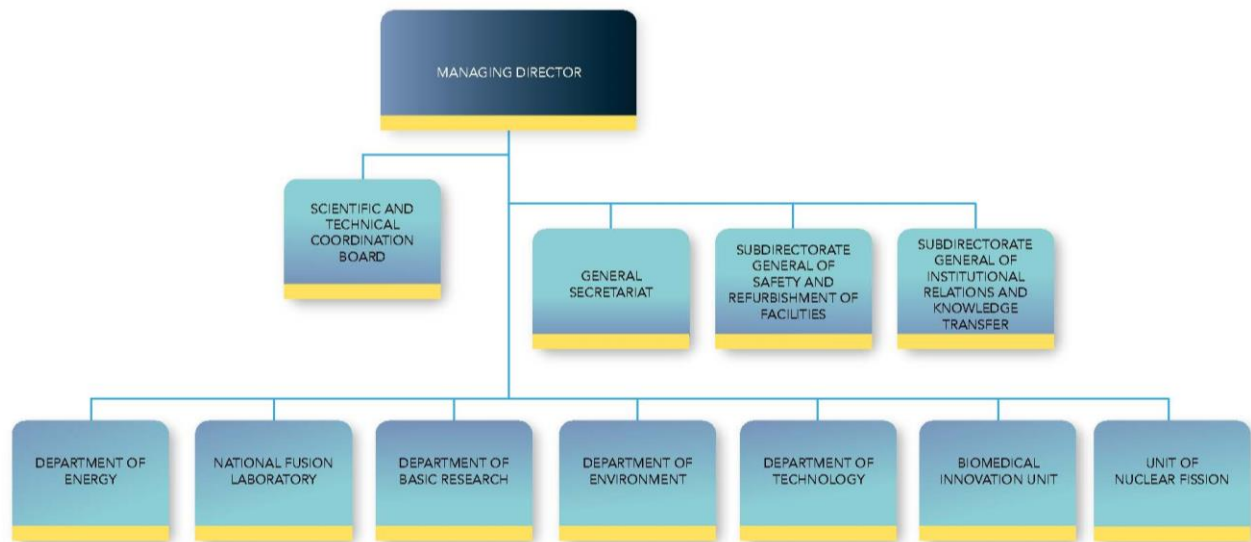 MANAGING DIRECTOR
SCIENTIFIC AND
TECHNICAL
COORDINATION
BOARD
GENERAL
SECRETARIAT
SUBDIRECTORATE
GENERAL OF
SAFETY AND
REFURBISHMENT OF
FACILITIES
SUBDIRECTORATE
GENERAL OF
INSTITUTIONAL
RELATIONS AND
KNOWLEDGE
TRANSFER
DEPARTMENT OF
ENERGY
NATIONAL FUSION
LABORATORY
DEPARTMENT OF
BASIC RESEARCH
DEPARTMENT OF
ENVIRONMENT
DEPARTMENT OF
TECHNOLOGY
BIOMEDICAL
INNOVATION UNIT
UNIT OF
NUCLEAR FISSION